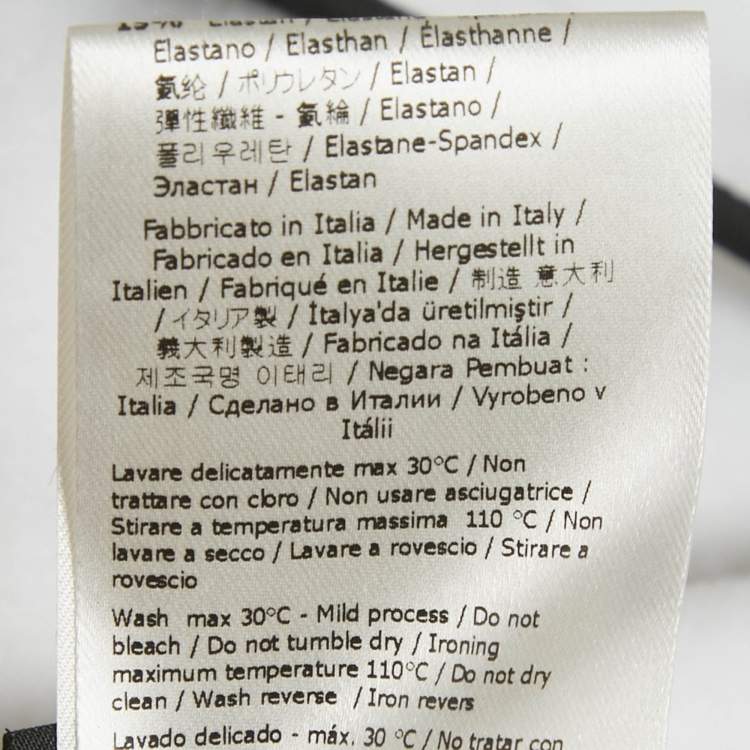 Elastano / Elasthan / Élasthanne /
氨纶 / ポリウレタン / Elastan /
彈性纖維 - 氨綸 / Elastano /
폴리우레탄 / Elastane-Spandex /
Эластан / Elastan
Fabbricato in Italia / Made in Italy /
Fabricado en Italia / Hergestellt in
Italien / Fabriqué en Italie / 制造 意大利
/ イタリア製 / İtalya'da üretilmiştir /
義大利製造 / Fabricado na Itália /
제조국명 이태리 / Negara Pembuat :
Italia / Сделано в Италии / Vyrobeno v
Itálii
Lavare delicatamente max 30°C / Non
trattare con cloro / Non usare asciugatrice /
Stirare a temperatura massima 110 °C / Non
lavare a secco / Lavare a rovescio / Stirare a
rovescio
Wash max 30°C - Mild process / Do not
bleach / Do not tumble dry / Ironing
maximum temperature 110°C / Do not dry
clean / Wash reverse / Iron revers
Lavado delicado - máx. 30 °C / No tratar con